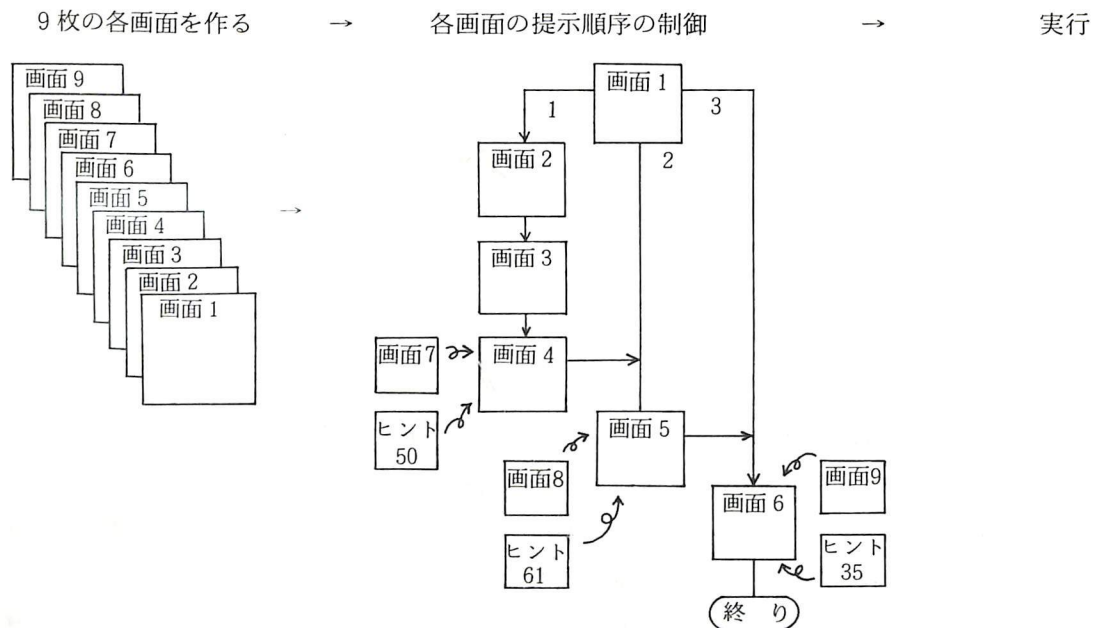 9枚の各画面を作る → 各画面の提示順序の制御 → 実行
画面9
画面8
画面7
画面6
画面5
画面4
画面3
画面2
画面1
→
画面1
1
3
2
画面2
画面3
画面7
画面4
ヒント
50
画面5
画面8
ヒント
61
画面6
画面9
ヒント
35
終り